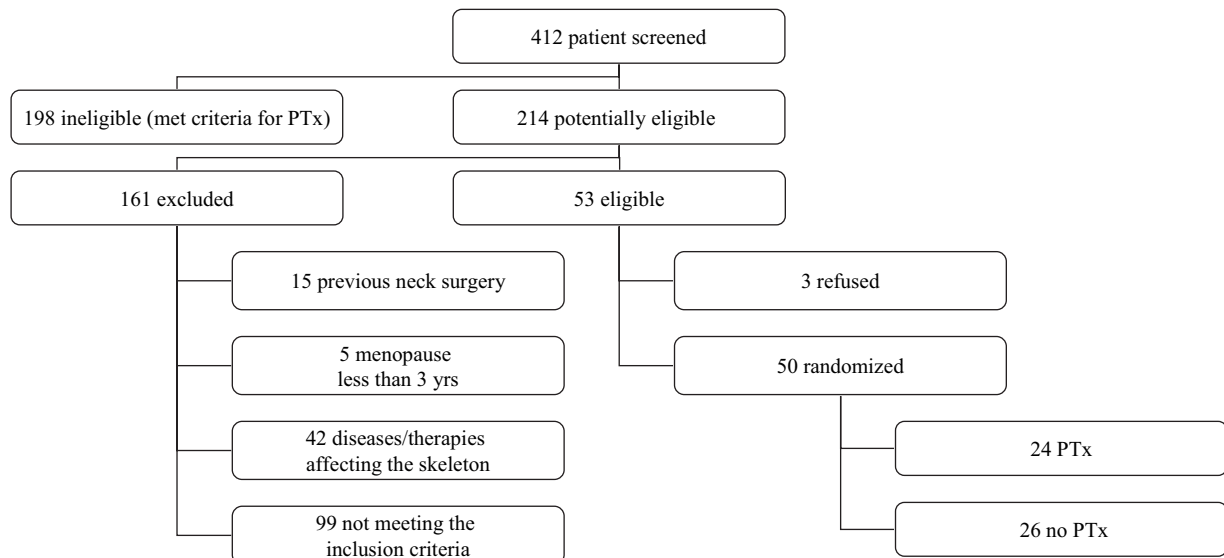 412 patient screened
198 ineligible (met criteria for PTx)
214 potentially eligible
161 excluded
53 eligible
15 previous neck surgery
3 refused
5 menopause
less than 3 yrs
50 randomized
42 diseases/therapies
affecting the skeleton
24 PTx
99 not meeting the
inclusion criteria
26 no PTx